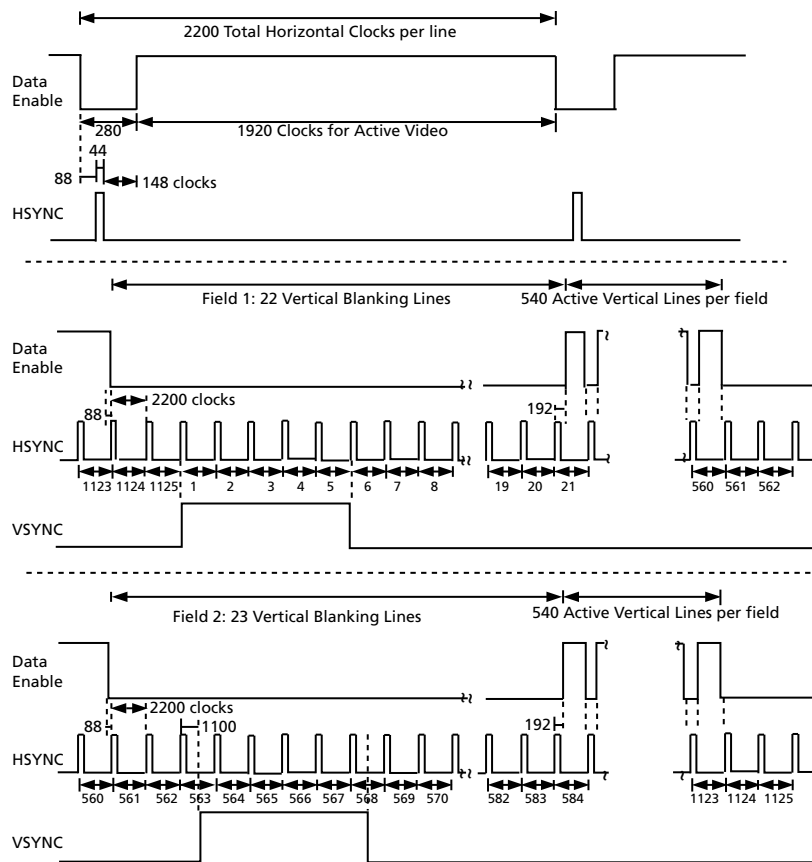 2200 Total Horizontal Clocks per line
Data
Enable
280
1920 Clocks for Active Video
44
88
148 clocks
HSYNC
Field 1: 22 Vertical Blanking Lines
540 Active Vertical Lines per field
Data
Enable
2200 clocks
88
192
HSYNC
1123 1124 1125 1 2 3 4 5 6 7 8 19 20 21 560 561 562
VSYNC
Field 2: 23 Vertical Blanking Lines
540 Active Vertical Lines per field
Data
Enable
2200 clocks
88
1100
192
HSYNC
560 561 562 563 564 565 566 567 568 569 570 582 583 584 1123 1124 1125
VSYNC